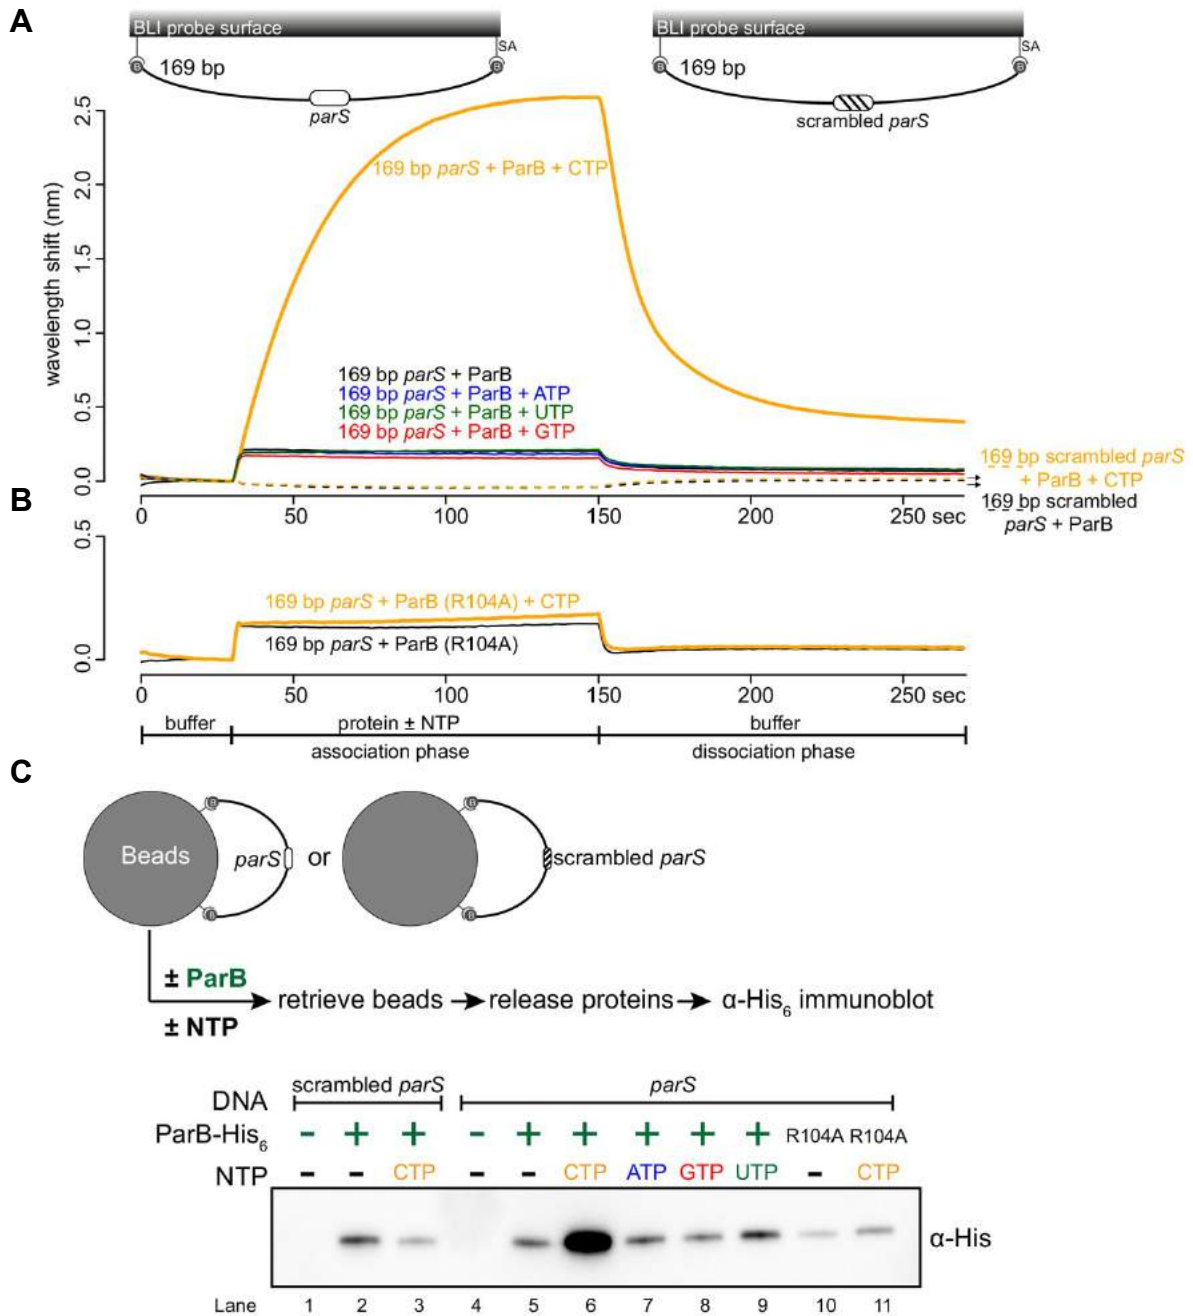 A
BLI probe surface
BLI probe surface
SA
SA
B
B
B
B
169 bp
169 bp
parS
scrambled parS
wavelength shift (nm)
2.5
2.0
1.5
1.0
0.5
0.0
169 bp parS + ParB + CTP
169 bp parS + ParB
169 bp parS + ParB + ATP
169 bp parS + ParB + UTP
169 bp parS + ParB + GTP
169 bp scrambled parS
+ ParB + CTP
169 bp scrambled
parS + ParB
0 50 100 150 200 250 sec
B
0.5
0.0
169 bp parS + ParB (R104A) + CTP
169 bp parS + ParB (R104A)
0 50 100 150 200 250 sec
buffer protein ± NTP buffer
association phase dissociation phase
C
B
B
B
B
Beads
parS
or
scrambled parS
± ParB
± NTP
retrieve beads
release proteins
α-His₆ immunoblot
DNA scrambled parS parS
ParB-His₆ - + + - + + + + + R104A R104A
NTP - - CTP - - CTP ATP GTP UTP - CTP
α-His
Lane 1 2 3 4 5 6 7 8 9 10 11